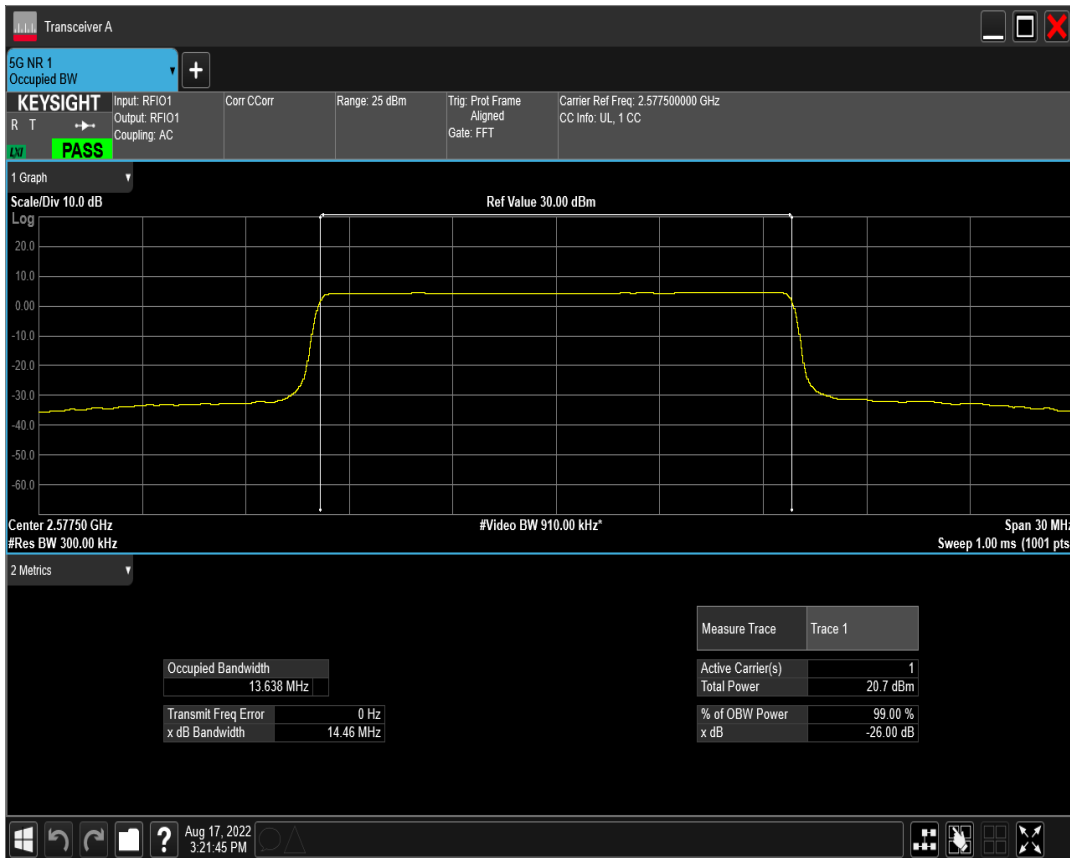 Transceiver A
5G NR 1
Occupied BW
+
KEYSIGHT
R T
LXI
PASS
Input: RFIO1
Output: RFIO1
Coupling: AC
Corr CCorr
Range: 25 dBm
Trig: Prot Frame
Aligned
Gate: FFT
Carrier Ref Freq: 2.577500000 GHz
CC Info: UL, 1 CC
1 Graph
Scale/Div 10.0 dB
Ref Value 30.00 dBm
Log
20.0
10.0
0.00
-10.0
-20.0
-30.0
-40.0
-50.0
-60.0
Center 2.57750 GHz
#Video BW 910.00 kHz*
Span 30 MHz
#Res BW 300.00 kHz
Sweep 1.00 ms (1001 pts
2 Metrics
Measure Trace Trace 1
Occupied Bandwidth
13.638 MHz
Active Carrier(s) 1
Total Power 20.7 dBm
Transmit Freq Error 0 Hz
x dB Bandwidth 14.46 MHz
% of OBW Power 99.00 %
x dB -26.00 dB
?
Aug 17, 2022
3:21:45 PM